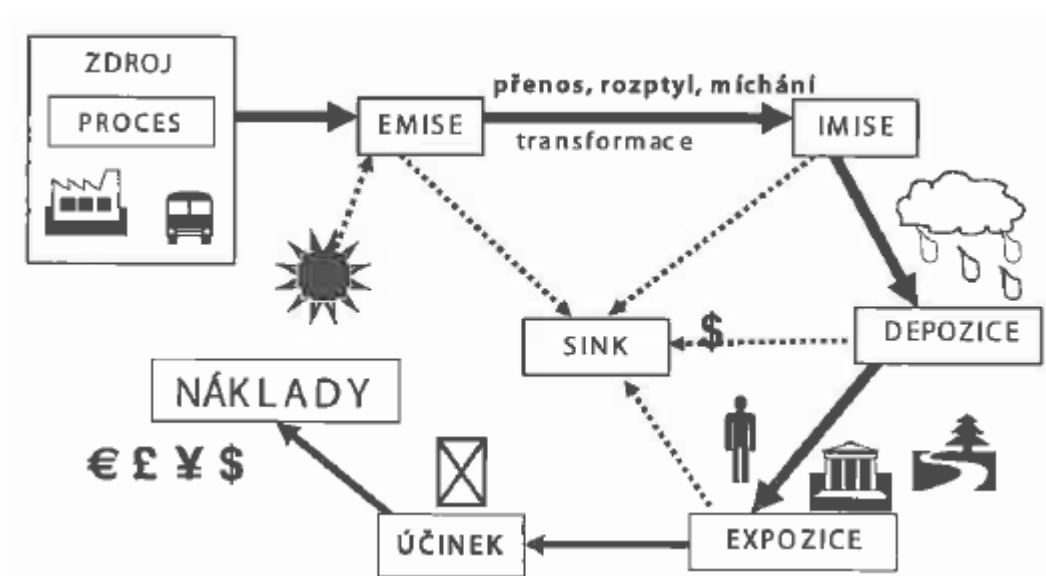 ZDROJ
PROCES
EMISE
přenos, rozptyl, míchání
transformace
IMISE
SINK
$
DEPOZICE
NÁKLADY
€ £ ¥ $
ÚČINEK
EXPOZICE